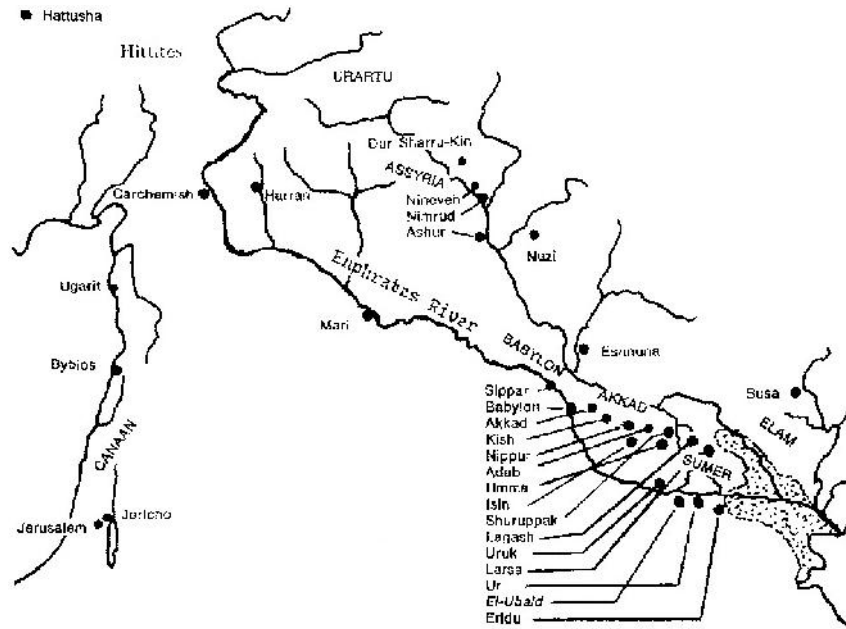 Hattusha
Hittites
URARTU
Dur Sharru-Kin
ASSYRIA
Carchemish
Harran
Nineveh
Nimrud
Ashur
Nuzi
Ugarit
Euphrates River
Mari
BABYLON
Eshnuna
Byblos
Sippar
AKKAD
Susa
Babylon
ELAM
Akkad
Kish
CANAAN
Nippur
Adab
SUMER
Umma
Isin
Shuruppak
Jerusalem
Jericho
Lagash
Uruk
Larsa
Ur
El-Ubaid
Eridu